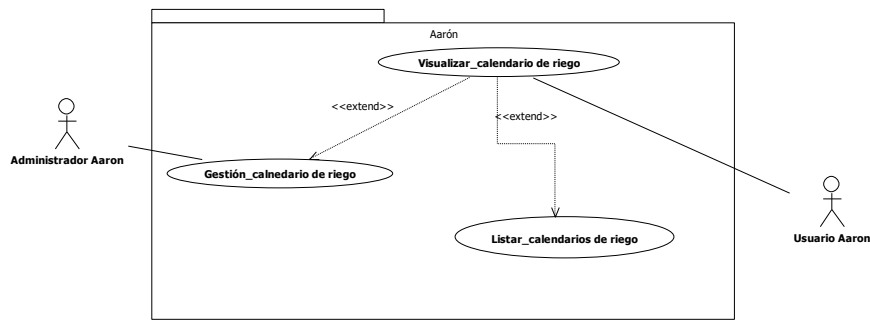 Aarón
Visualizar_calendario de riego
<<extend>>
<<extend>>
Administrador Aaron
Gestión_calnedario de riego
Usuario Aaron
Listar_calendarios de riego